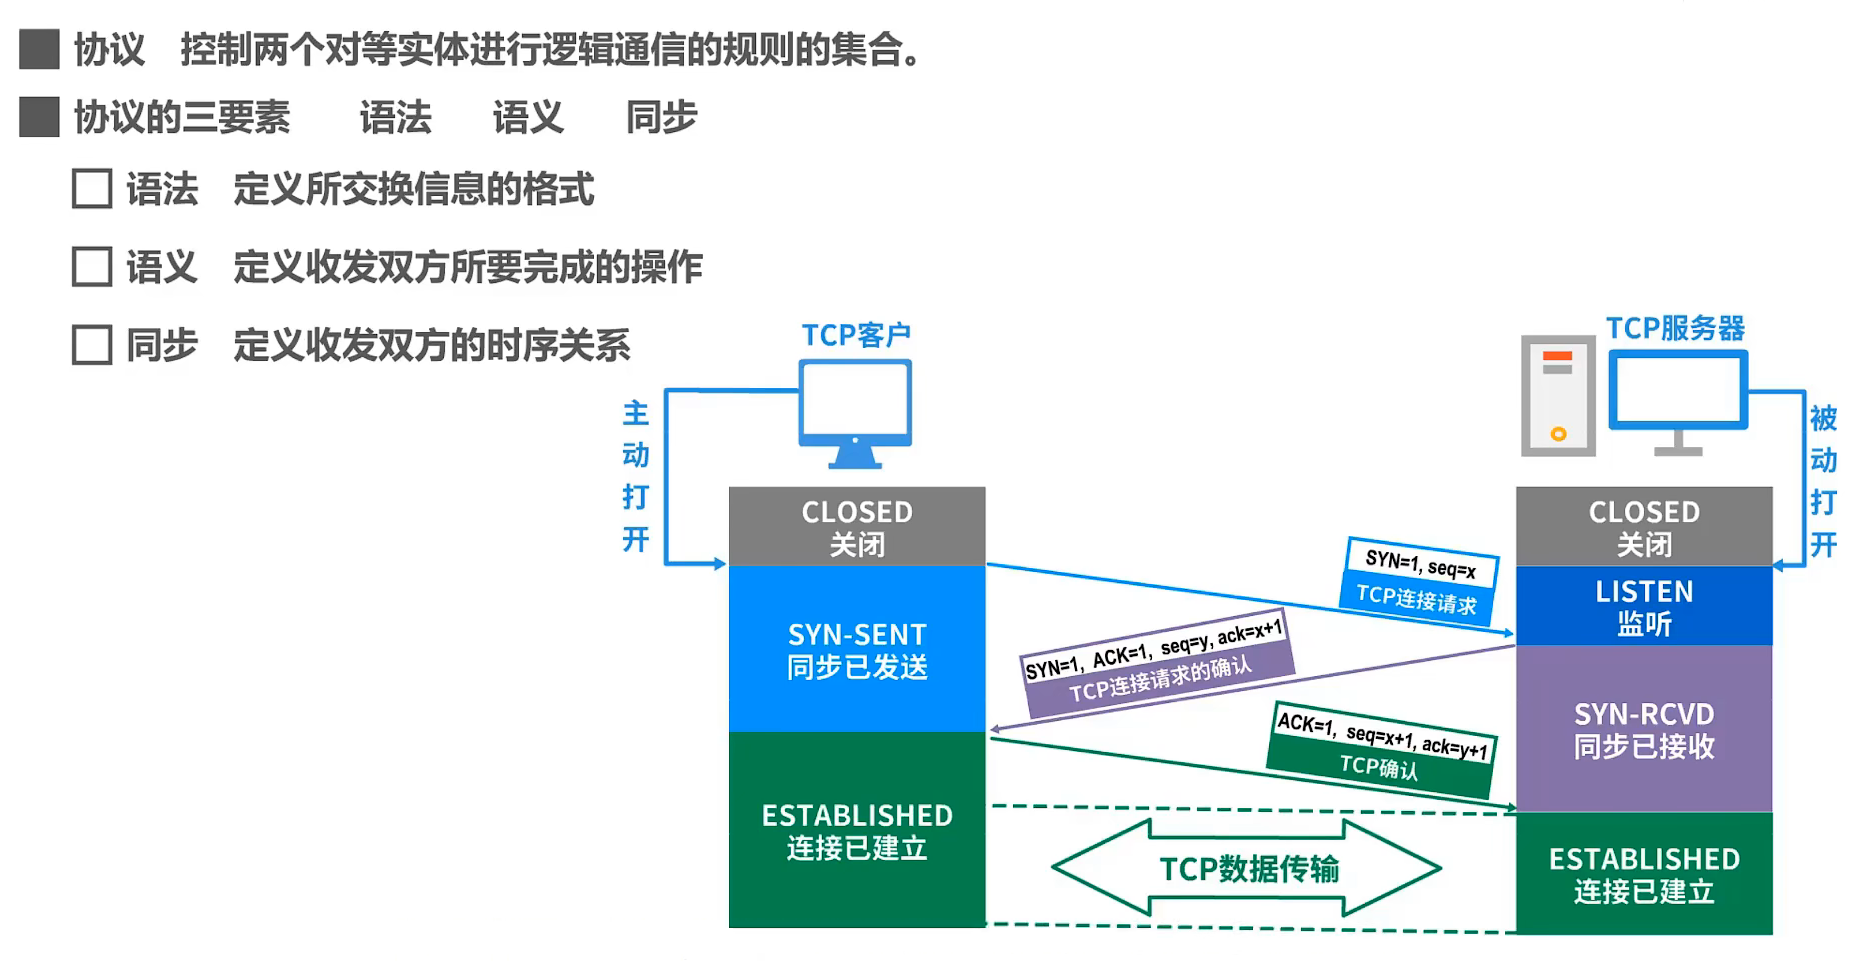 协议 控制两个对等实体进行逻辑通信的规则的集合。
协议的三要素 语法 语义 同步
语法 定义所交换信息的格式
语义 定义收发双方所要完成的操作
同步 定义收发双方的时序关系
TCP客户
TCP服务器
主动打开
被动打开
CLOSED
关闭
CLOSED
关闭
SYN=1, seq=x
TCP连接请求
LISTEN
监听
SYN-SENT
同步已发送
SYN=1, ACK=1, seq=y, ack=x+1
TCP连接请求的确认
SYN-RCVD
同步已接收
ACK=1, seq=x+1, ack=y+1
TCP确认
ESTABLISHED
连接已建立
TCP数据传输
ESTABLISHED
连接已建立